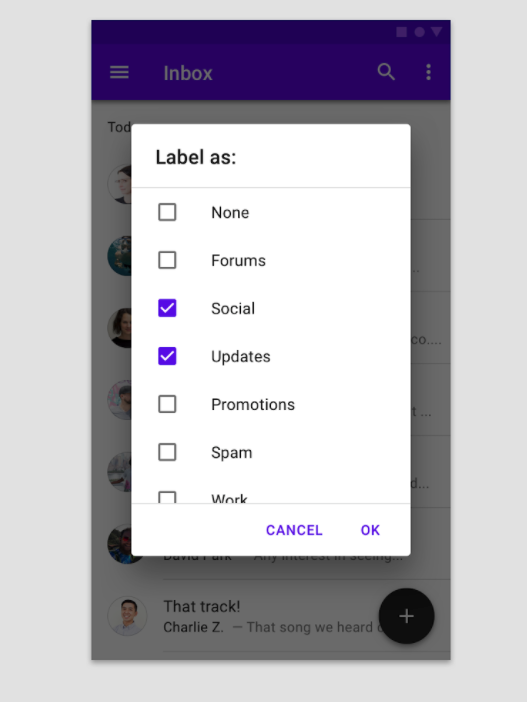 Inbox
Label as:
None
Forums
Social
Updates
co....
Promotions
t ...
Spam
d...
Work
CANCEL OK
David Park — Any interest in seeing...
That track!
Charlie Z. — That song we heard